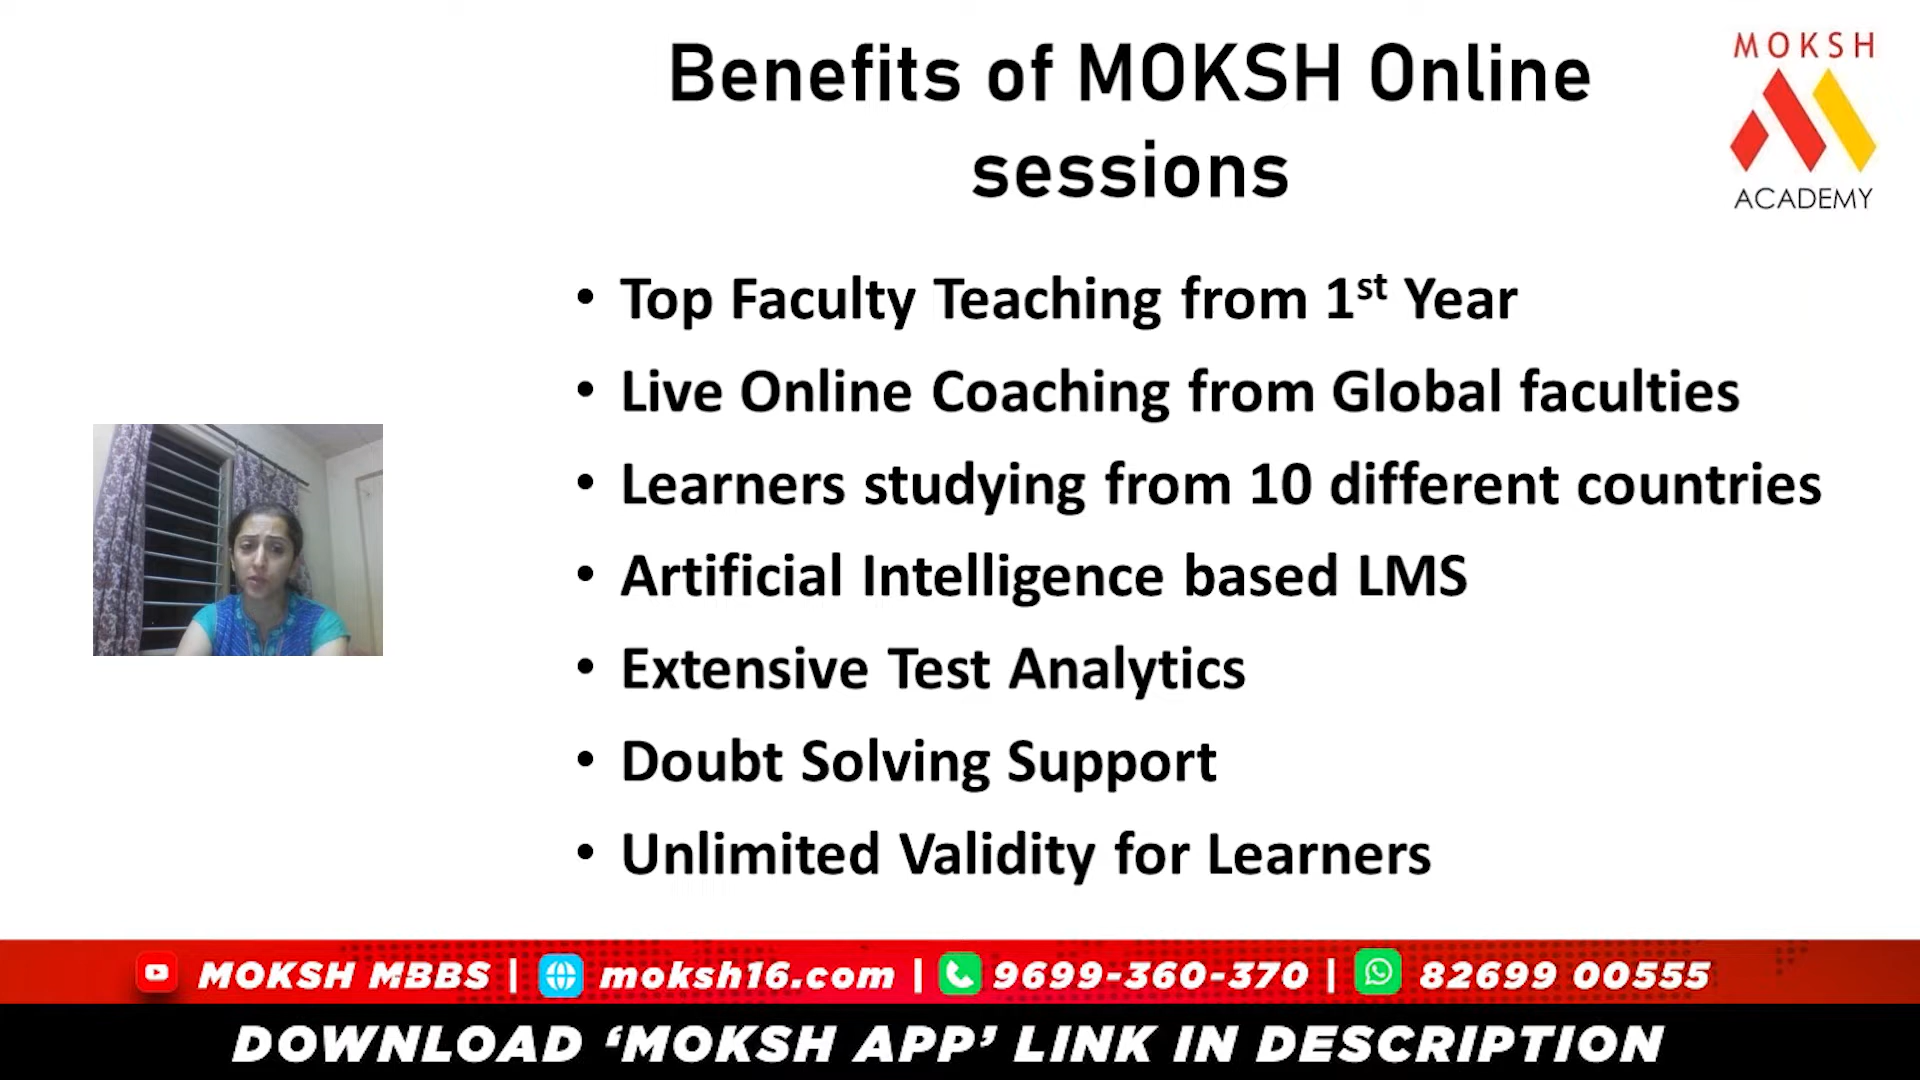 Benefits of MOKSH Online
sessions
MOKSH
ACADEMY
• Top Faculty Teaching from 1st Year
• Live Online Coaching from Global faculties
• Learners studying from 10 different countries
• Artificial Intelligence based LMS
• Extensive Test Analytics
• Doubt Solving Support
• Unlimited Validity for Learners
MOKSH MBBS | moksh16.com | 9699-360-370 | 82699 00555
DOWNLOAD ‘MOKSH APP’ LINK IN DESCRIPTION